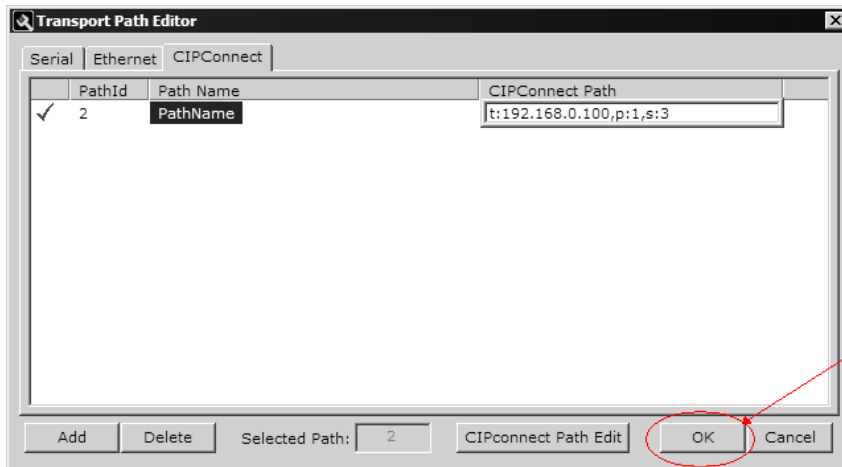 Transport Path Editor
Serial Ethernet CIPConnect
PathId Path Name CIPConnect Path
2 PathName t:192.168.0.100,p:1,s:3
Add Delete Selected Path: 2 CIPconnect Path Edit OK Cancel